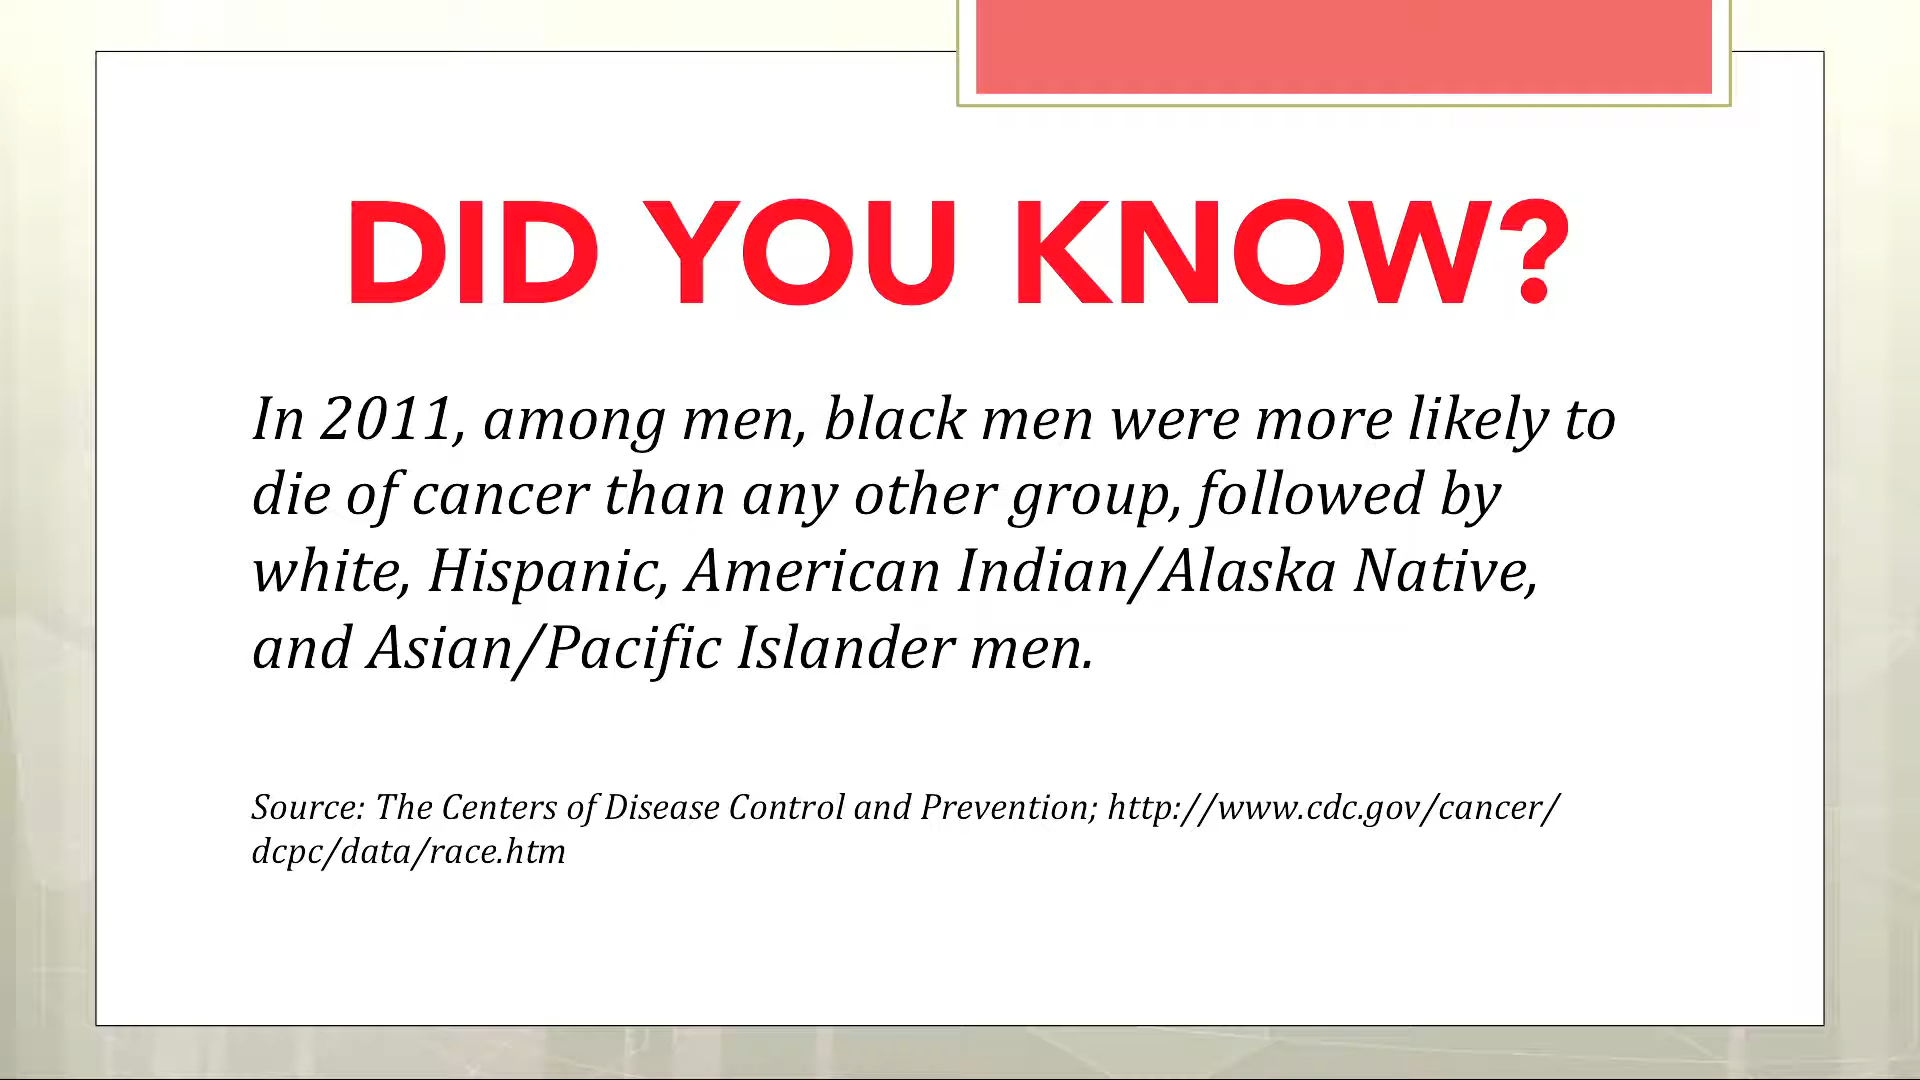 DID YOU KNOW?
In 2011, among men, black men were more likely to
die of cancer than any other group, followed by
white, Hispanic, American Indian/Alaska Native,
and Asian/Pacific Islander men.
Source: The Centers of Disease Control and Prevention; http://www.cdc.gov/cancer/
dcpc/data/race.htm